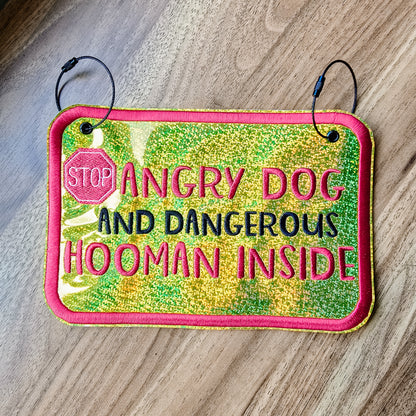 STOP ANGRY DOG
AND DANGEROUS
HOOMAN INSIDE